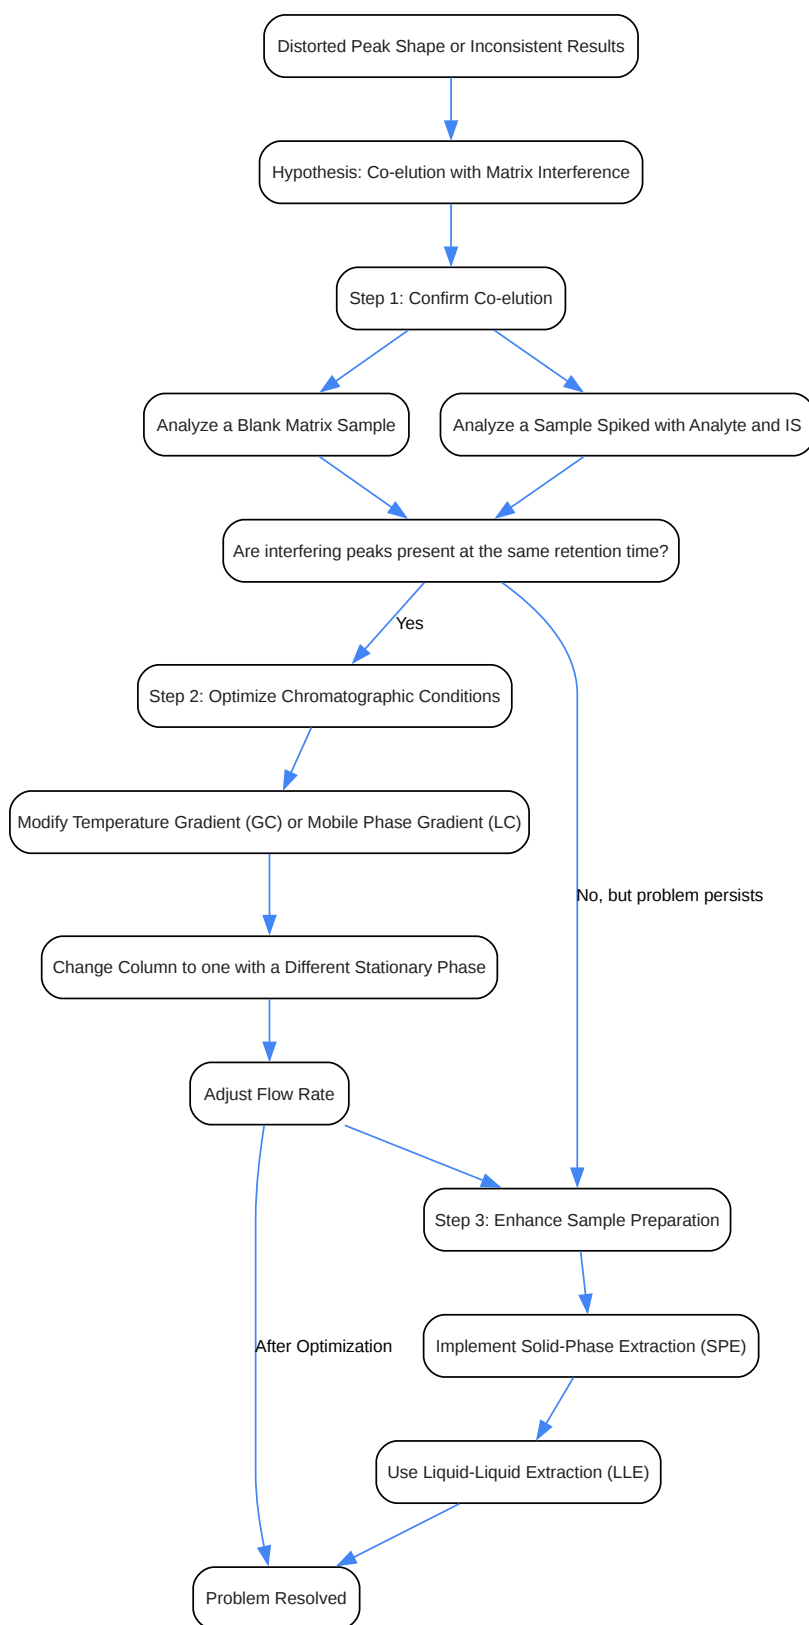 Distorted Peak Shape or Inconsistent Results
Hypothesis: Co-elution with Matrix Interference
Step 1: Confirm Co-elution
Analyze a Blank Matrix Sample
Analyze a Sample Spiked with Analyte and IS
Are interfering peaks present at the same retention time?
Yes
Step 2: Optimize Chromatographic Conditions
Modify Temperature Gradient (GC) or Mobile Phase Gradient (LC)
No, but problem persists
Change Column to one with a Different Stationary Phase
Adjust Flow Rate
Step 3: Enhance Sample Preparation
After Optimization
Implement Solid-Phase Extraction (SPE)
Use Liquid-Liquid Extraction (LLE)
Problem Resolved